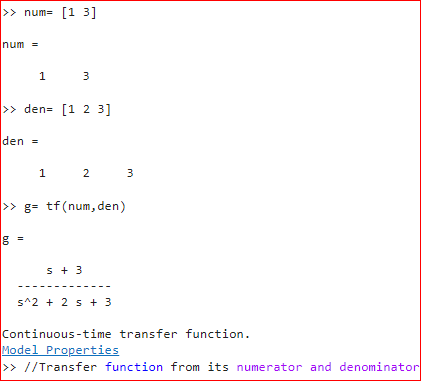 >> num= [1 3]
num =
1 3
>> den= [1 2 3]
den =
1 2 3
>> g= tf(num,den)
g =
s + 3
-------------
s^2 + 2 s + 3
Continuous-time transfer function.
Model Properties
>> //Transfer function from its numerator and denominator